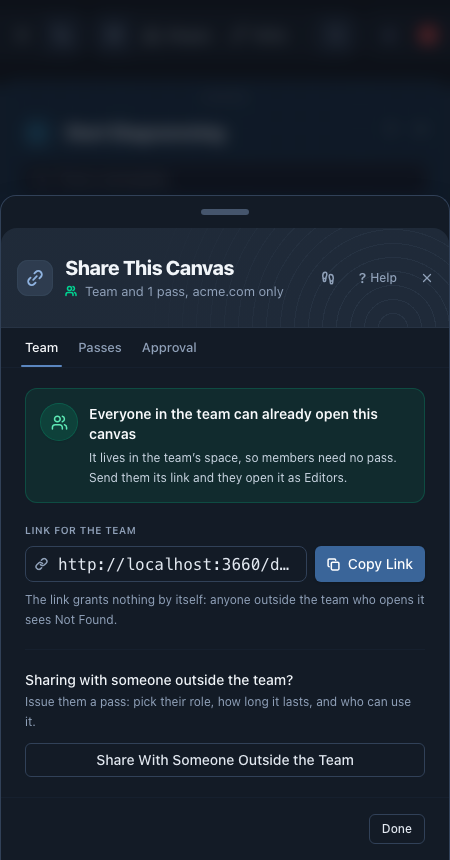 Share This Canvas
Team and 1 pass, acme.com only
? Help
Team Passes Approval
Everyone in the team can already open this
canvas
It lives in the team's space, so members need no pass.
Send them its link and they open it as Editors.
LINK FOR THE TEAM
http://localhost:3660/d…
Copy Link
The link grants nothing by itself: anyone outside the team who opens it
sees Not Found.
Sharing with someone outside the team?
Issue them a pass: pick their role, how long it lasts, and who can use
it.
Share With Someone Outside the Team
Done